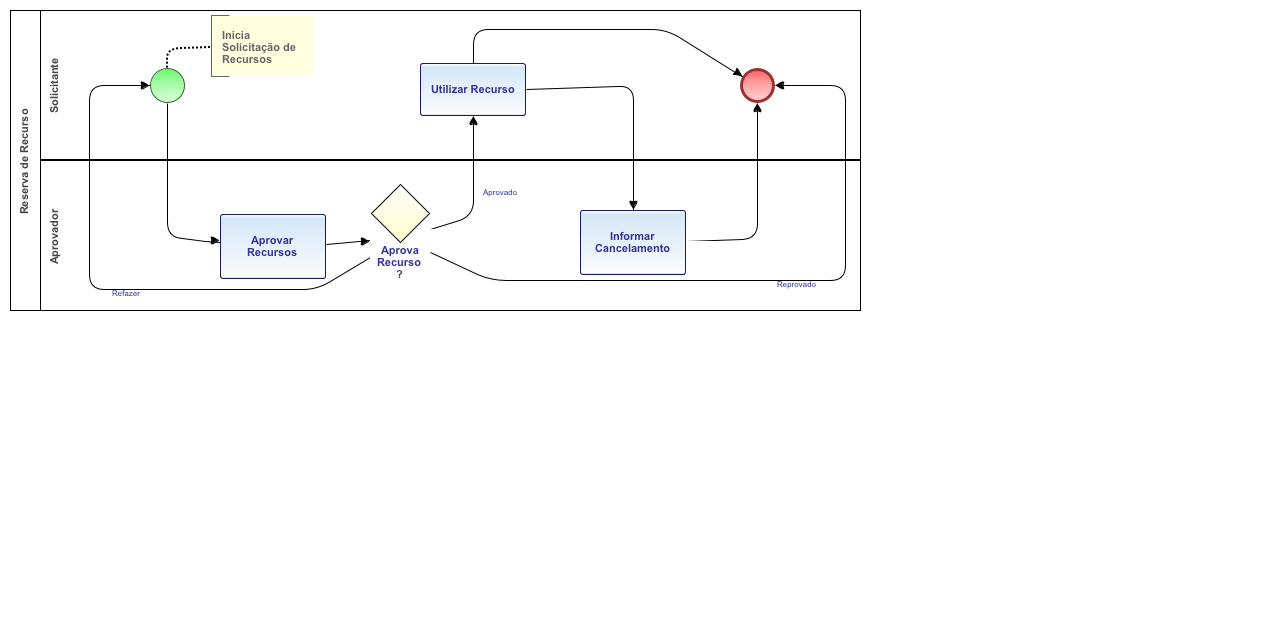 Reserva de Recurso
Solicitante
Inicia
Solicitação de
Recursos
Utilizar Recurso
Aprovador
Aprovado
Aprovar
Recursos
Aprova
Recurso
?
Informar
Cancelamento
Refazer
Reprovado